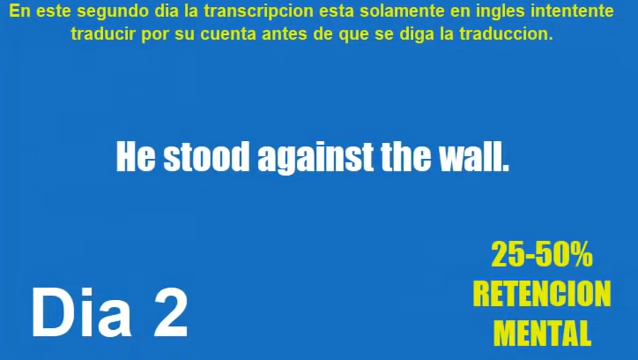 En este segundo dia la transcripcion esta solamente en ingles intentente
traducir por su cuenta antes de que se diga la traduccion.
He stood against the wall.
25-50%
RETENCION
MENTAL
Dia 2